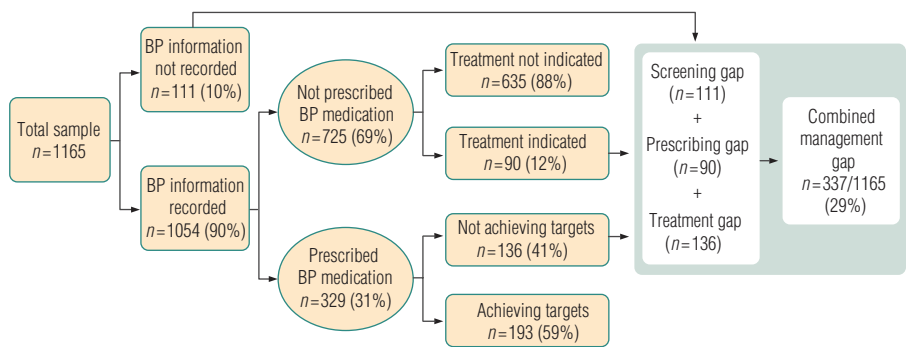 Total sample
n=1165
BP information
not recorded
n=111 (10%)
BP information
recorded
n=1054 (90%)
Not prescribed
BP medication
n=725 (69%)
Prescribed
BP medication
n=329 (31%)
Treatment not indicated
n=635 (88%)
Treatment indicated
n=90 (12%)
Not achieving targets
n=136 (41%)
Achieving targets
n=193 (59%)
Screening gap
(n=111)
+
Prescribing gap
(n=90)
+
Treatment gap
(n=136)
Combined
management
gap
n=337/1165
(29%)